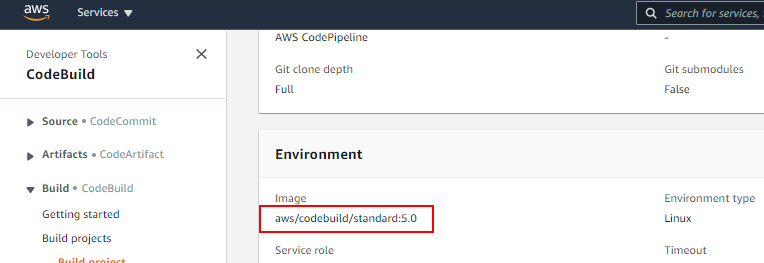 aws
Services ▼
Search for services,
Developer Tools
CodeBuild
Source • CodeCommit
Artifacts • CodeArtifact
Build • CodeBuild
Getting started
Build projects
Build project
AWS CodePipeline
-
Git clone depth
Git submodules
Full
False
Environment
Image
Environment type
aws/codebuild/standard:5.0
Linux
Service role
Timeout